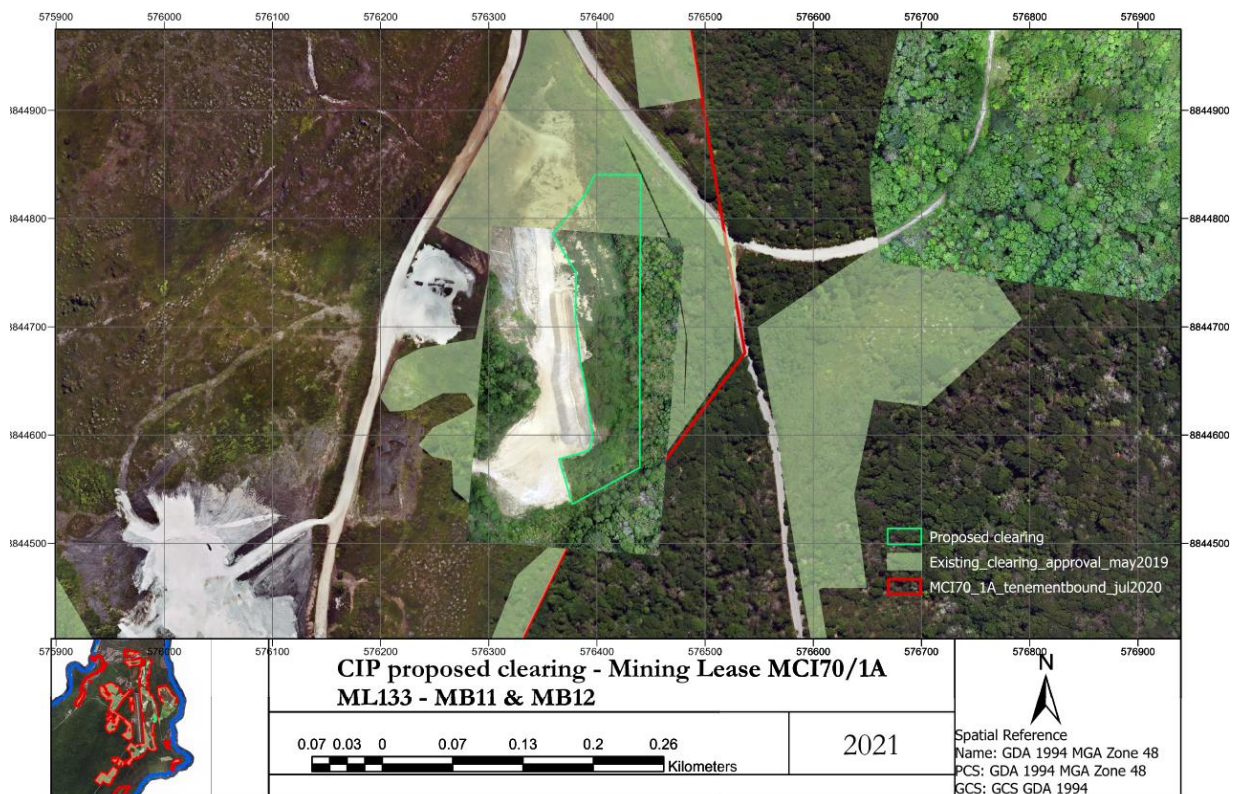 575900 576000 576100 576200 576300 576400 576500 576600 576700 576800 576900
8844900 8844900
8844800 8844800
8844700 8844700
8844600 8844600
8844500 8844500
Proposed clearing
Existing_clearing_approval_may2019
MCI70_1A_tenementbound_jul2020
575900 576000 576100 576200 576300 576400 576500 576600 576700 576800 576900
CIP proposed clearing - Mining Lease MCI70/1A
ML133 - MB11 & MB12
0.07 0.03 0 0.07 0.13 0.2 0.26
Kilometers
2021
N
Spatial Reference
Name: GDA 1994 MGA Zone 48
PCS: GDA 1994 MGA Zone 48
GCS: GCS GDA 1994